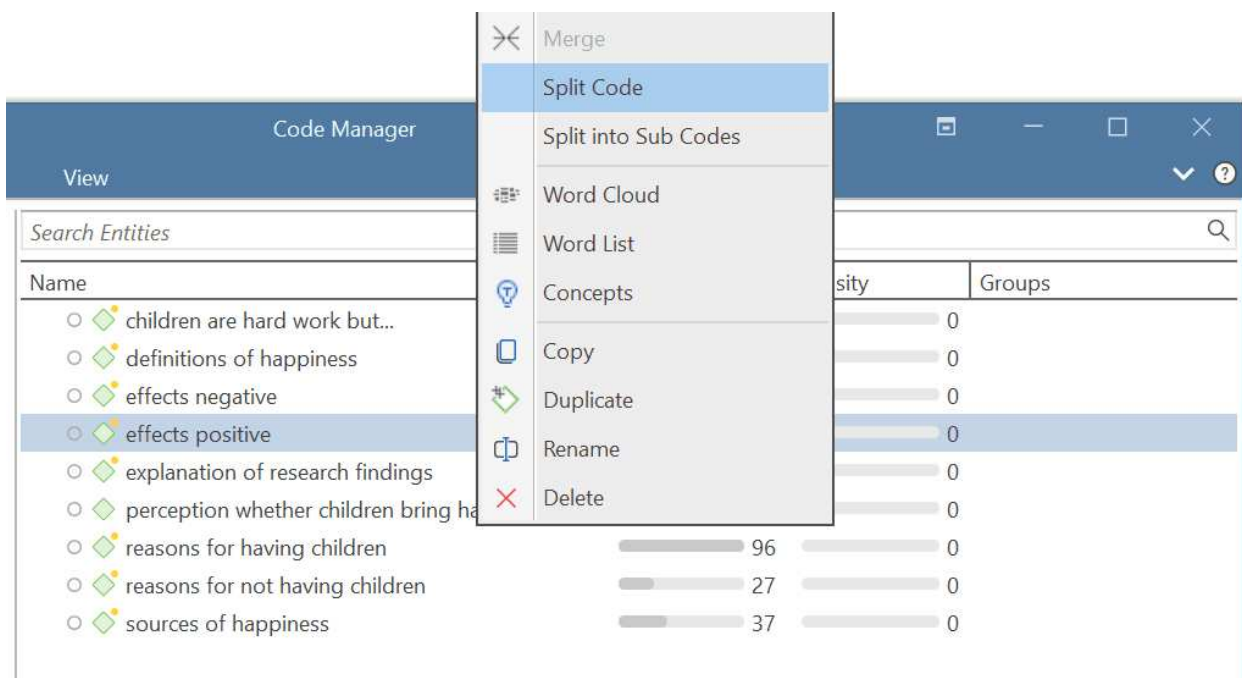 Merge
Split Code
Split into Sub Codes
Word Cloud
Word List
Concepts
Copy
Duplicate
Rename
Delete
Code Manager
View
Search Entities
Name
sity Groups
children are hard work but... 0
definitions of happiness 0
effects negative 0
effects positive 0
explanation of research findings 0
perception whether children bring ha 0
reasons for having children 96 0
reasons for not having children 27 0
sources of happiness 37 0